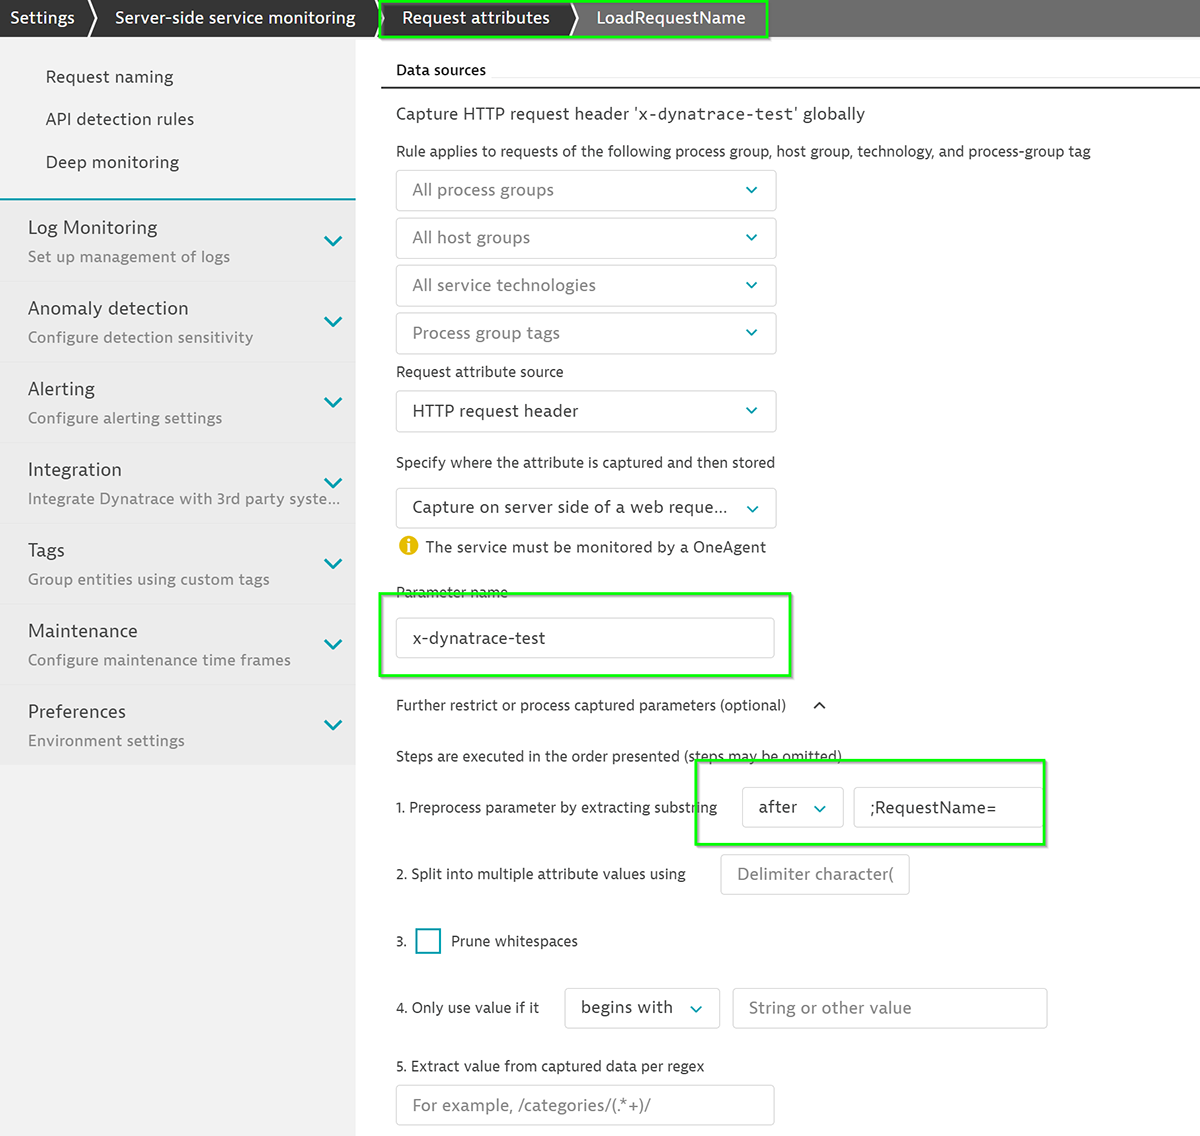 Settings Server-side service monitoring Request attributes LoadRequestName
Request naming
API detection rules
Deep monitoring
Log Monitoring
Set up management of logs
Anomaly detection
Configure detection sensitivity
Alerting
Configure alerting settings
Integration
Integrate Dynatrace with 3rd party syste...
Tags
Group entities using custom tags
Maintenance
Configure maintenance time frames
Preferences
Environment settings
Data sources
Capture HTTP request header 'x-dynatrace-test' globally
Rule applies to requests of the following process group, host group, technology, and process-group tag
All process groups
All host groups
All service technologies
Process group tags
Request attribute source
HTTP request header
Specify where the attribute is captured and then stored
Capture on server side of a web reque...
The service must be monitored by a OneAgent
Parameter name
x-dynatrace-test
Further restrict or process captured parameters (optional)
Steps are executed in the order presented (steps may be omitted)
1. Preprocess parameter by extracting substring after ;RequestName=
2. Split into multiple attribute values using Delimiter character(
3. Prune whitespaces
4. Only use value if it begins with String or other value
5. Extract value from captured data per regex
For example, /categories/(.*+)/